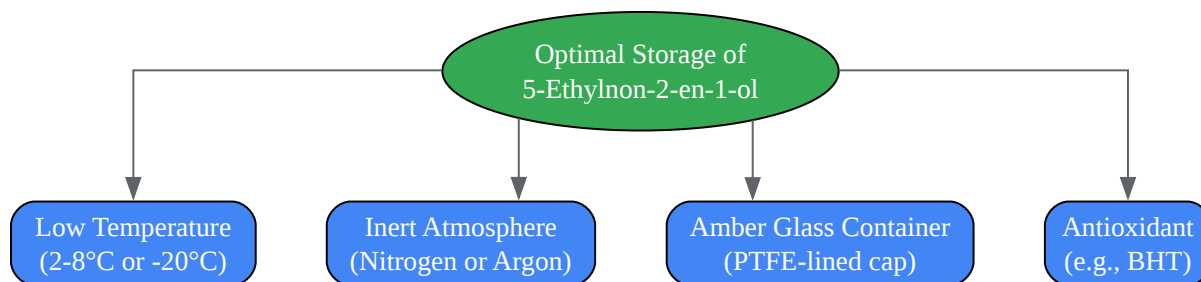 Optimal Storage of
5-Ethylnon-2-en-1-ol
Low Temperature
(2-8°C or -20°C)
Inert Atmosphere
(Nitrogen or Argon)
Amber Glass Container
(PTFE-lined cap)
Antioxidant
(e.g., BHT)